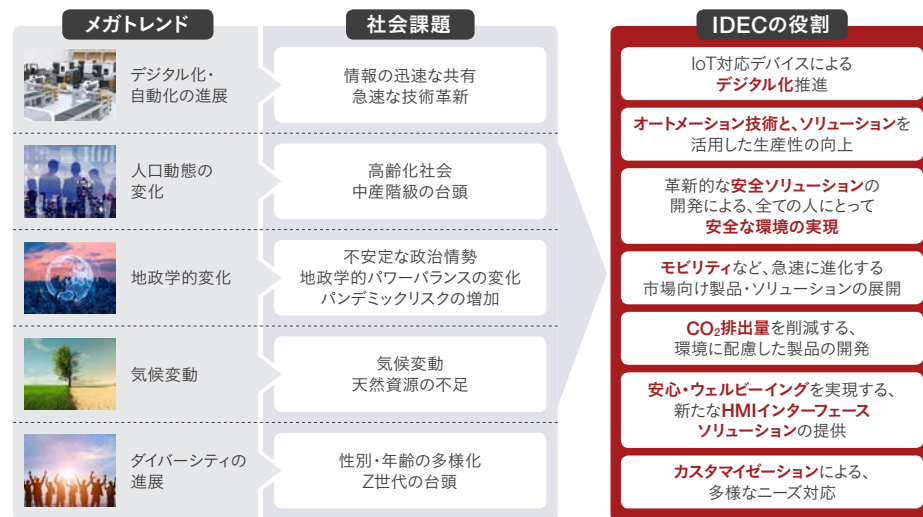 メガトレンド
社会課題
IDECの役割
デジタル化・
自動化の進展
情報の迅速な共有
急速な技術革新
人口動態の
変化
高齢化社会
中産階級の台頭
地政学的変化
不安定な政治情勢
地政学的パワーバランスの変化
パンデミックリスクの増加
気候変動
気候変動
天然資源の不足
ダイバーシティの
進展
性別・年齢の多様化
Z世代の台頭
IoT対応デバイスによる
デジタル化推進
オートメーション技術と、ソリューションを
活用した生産性の向上
革新的な安全ソリューションの
開発による、全ての人にとって
安全な環境の実現
モビリティなど、急速に進化する
市場向け製品・ソリューションの展開
CO₂排出量を削減する、
環境に配慮した製品の開発
安心・ウェルビーイングを実現する、
新たなHMIインターフェース
ソリューションの提供
カスタマイゼーションによる、
多様なニーズ対応